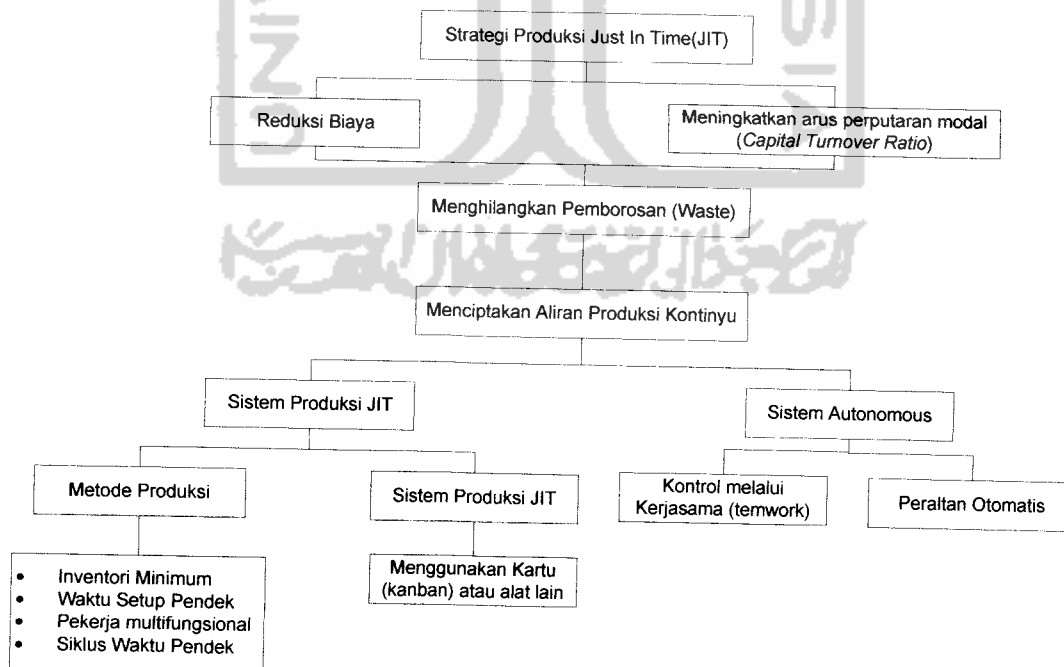 Strategi Produksi Just In Time(JIT)
Reduksi Biaya
Meningkatkan arus perputaran modal
(Capital Turnover Ratio)
Menghilangkan Pemborosan (Waste)
Menciptakan Aliran Produksi Kontinyu
Sistem Produksi JIT
Sistem Autonomous
Metode Produksi
Sistem Produksi JIT
Kontrol melalui
Kerjasama (temwork)
Peraltan Otomatis
• Inventori Minimum
• Waktu Setup Pendek
• Pekerja multifungsional
• Siklus Waktu Pendek
Menggunakan Kartu
(kanban) atau alat lain